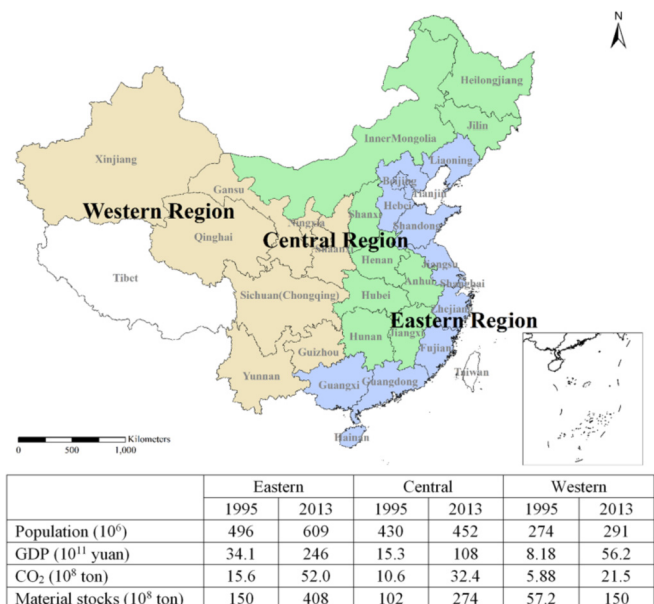 N
Heilongjiang
Jilin
InnerMongolia
Liaoning
Xinjiang
Beijing
Tianjin
Gansu
Hebei
Western Region
Ningxia
Shanxi
Shandong
Qinghai
Central Region
Shaanxi
Henan
Jiangsu
Tibet
Anhui
Shanghai
Sichuan(Chongqing)
Hubei
Zhejiang
Eastern Region
Hunan
Jiangxi
Guizhou
Fujian
Yunnan
Taiwan
Guangxi
Guangdong
Hainan
Kilometers
0 500 1,000
Eastern Central Western
1995 2013 1995 2013 1995 2013
Population (10⁶) 496 609 430 452 274 291
GDP (10¹¹ yuan) 34.1 246 15.3 108 8.18 56.2
CO₂ (10⁸ ton) 15.6 52.0 10.6 32.4 5.88 21.5
Material stocks (10⁸ ton) 150 408 102 274 57.2 150